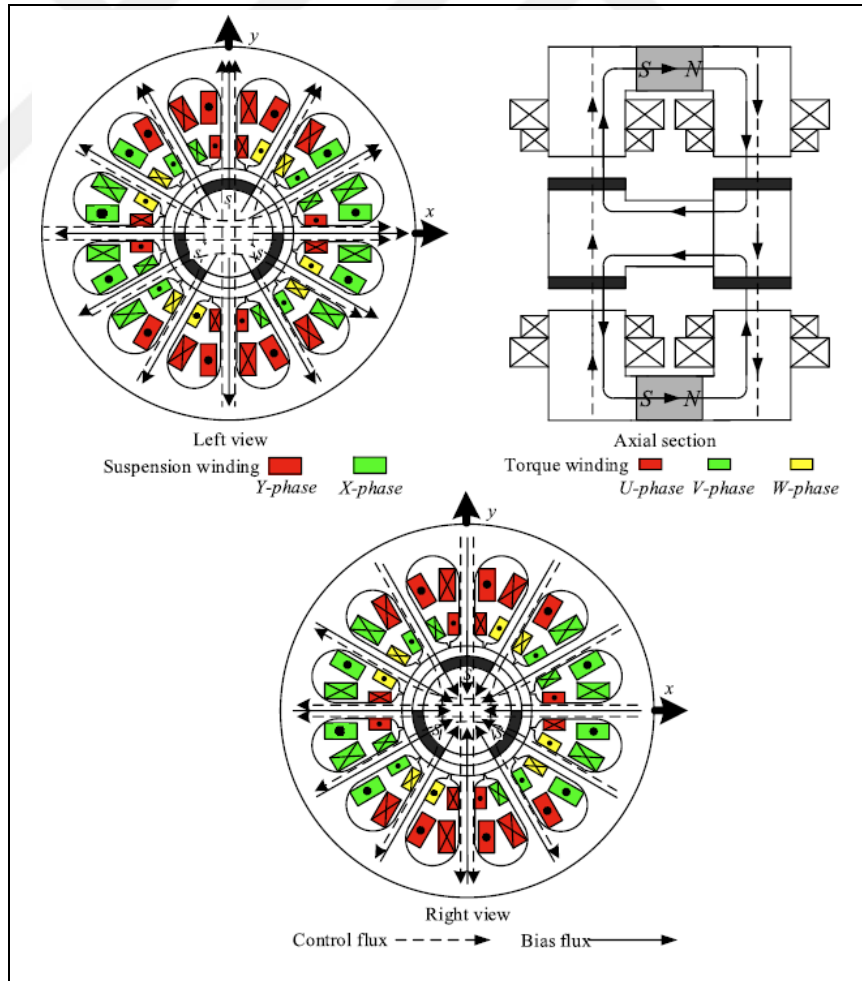 y
x
S
S
S
Left view
S N
S N
Axial section
Suspension winding
Y-phase X-phase
Torque winding
U-phase V-phase W-phase
y
x
S
S
S
Right view
Control flux Bias flux